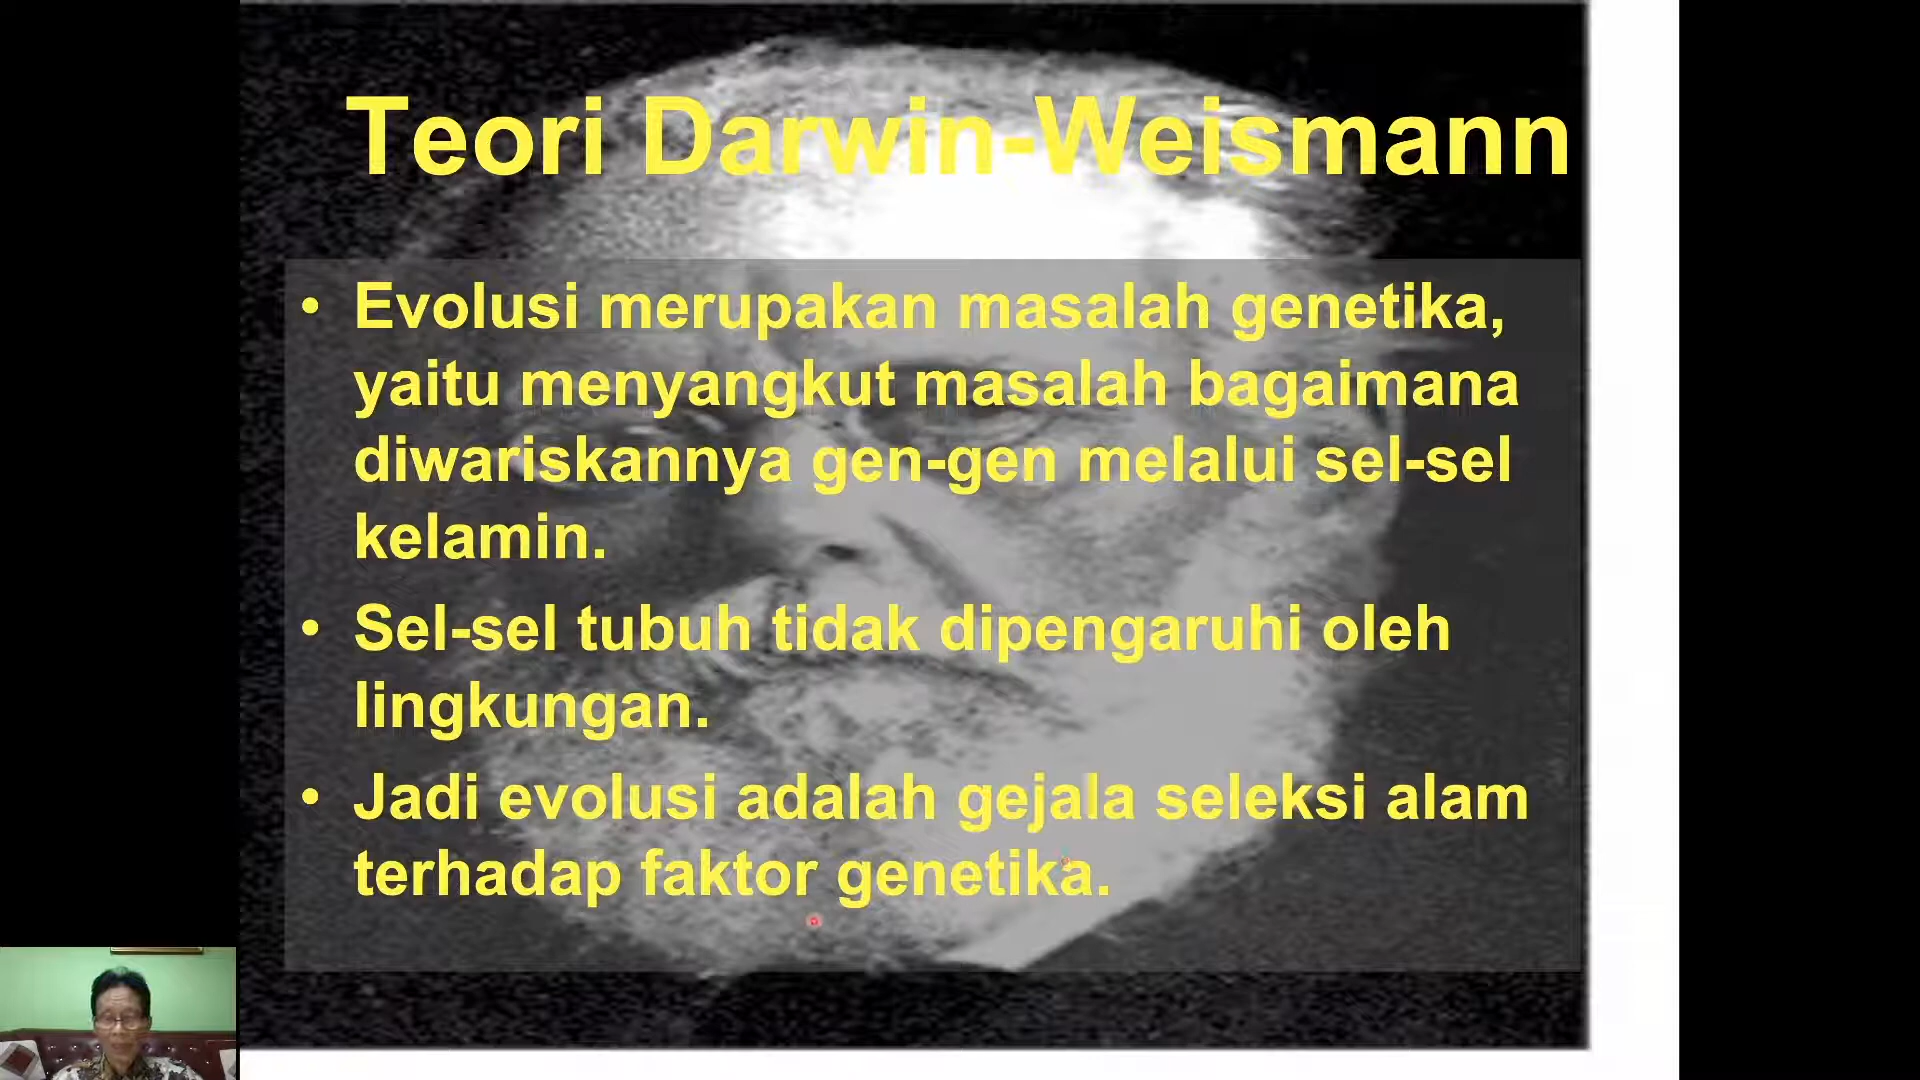 Teori Darwin-Weismann
• Evolusi merupakan masalah genetika,
yaitu menyangkut masalah bagaimana
diwariskannya gen-gen melalui sel-sel
kelamin.
• Sel-sel tubuh tidak dipengaruhi oleh
lingkungan.
• Jadi evolusi adalah gejala seleksi alam
terhadap faktor genetika.